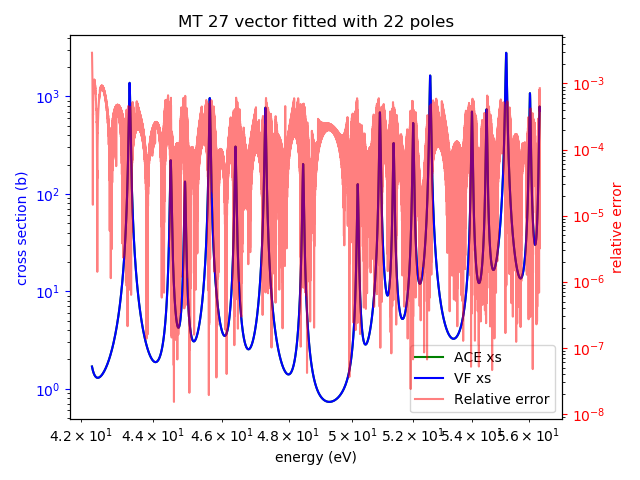 MT 27 vector fitted with 22 poles
cross section (b)
10³
10²
10¹
10⁰
10⁻³
10⁻⁴
10⁻⁵
10⁻⁶
10⁻⁷
10⁻⁸
relative error
ACE xs
VF xs
Relative error
4.2 × 10¹ 4.4 × 10¹ 4.6 × 10¹ 4.8 × 10¹ 5 × 10¹ 5.2 × 10¹ 5.4 × 10¹ 5.6 × 10¹
energy (eV)